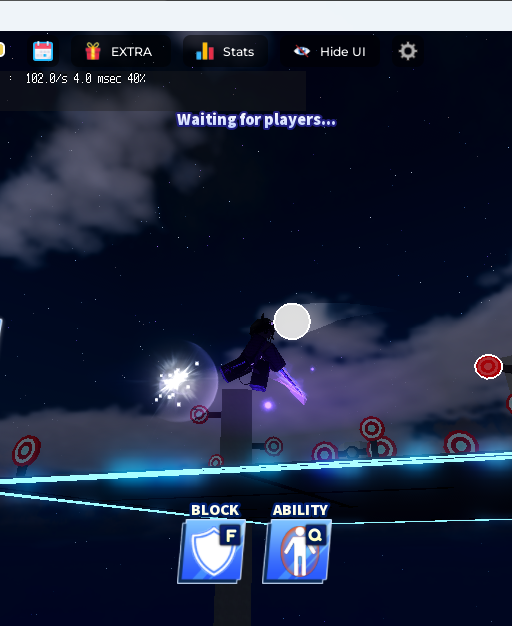 EXTRA
Stats
Hide UI
: 102.0/s 4.0 msec 40%
Waiting for players...
BLOCK
ABILITY
F
Q